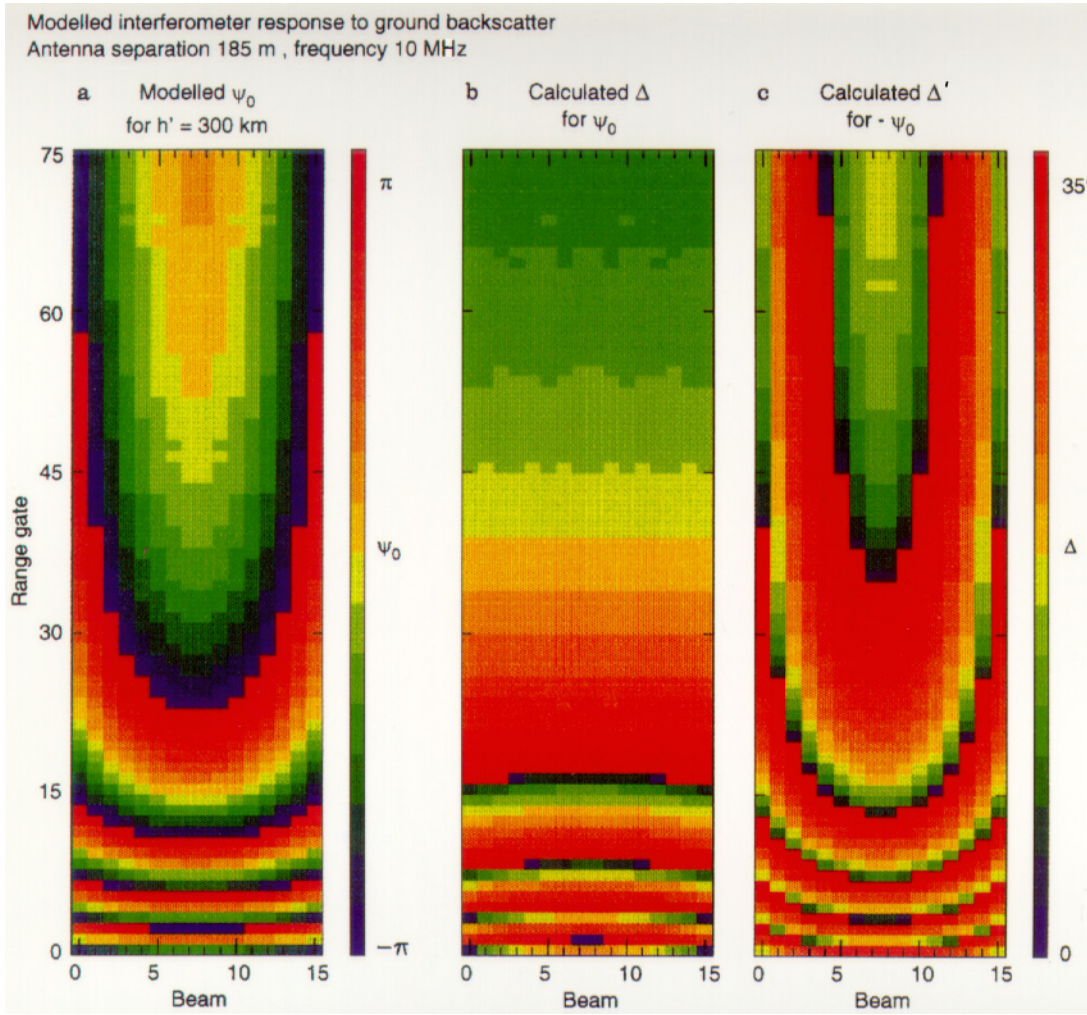 Modelled interferometer response to ground backscatter
Antenna separation 185 m , frequency 10 MHz
a Modelled ψ₀
for h' = 300 km
b Calculated Δ
for ψ₀
c Calculated Δ'
for - ψ₀
75
60
45
30
15
0
Range gate
0 5 10 15
Beam
π
ψ₀
−π
0 5 10 15
Beam
0 5 10 15
Beam
35°
Δ
0